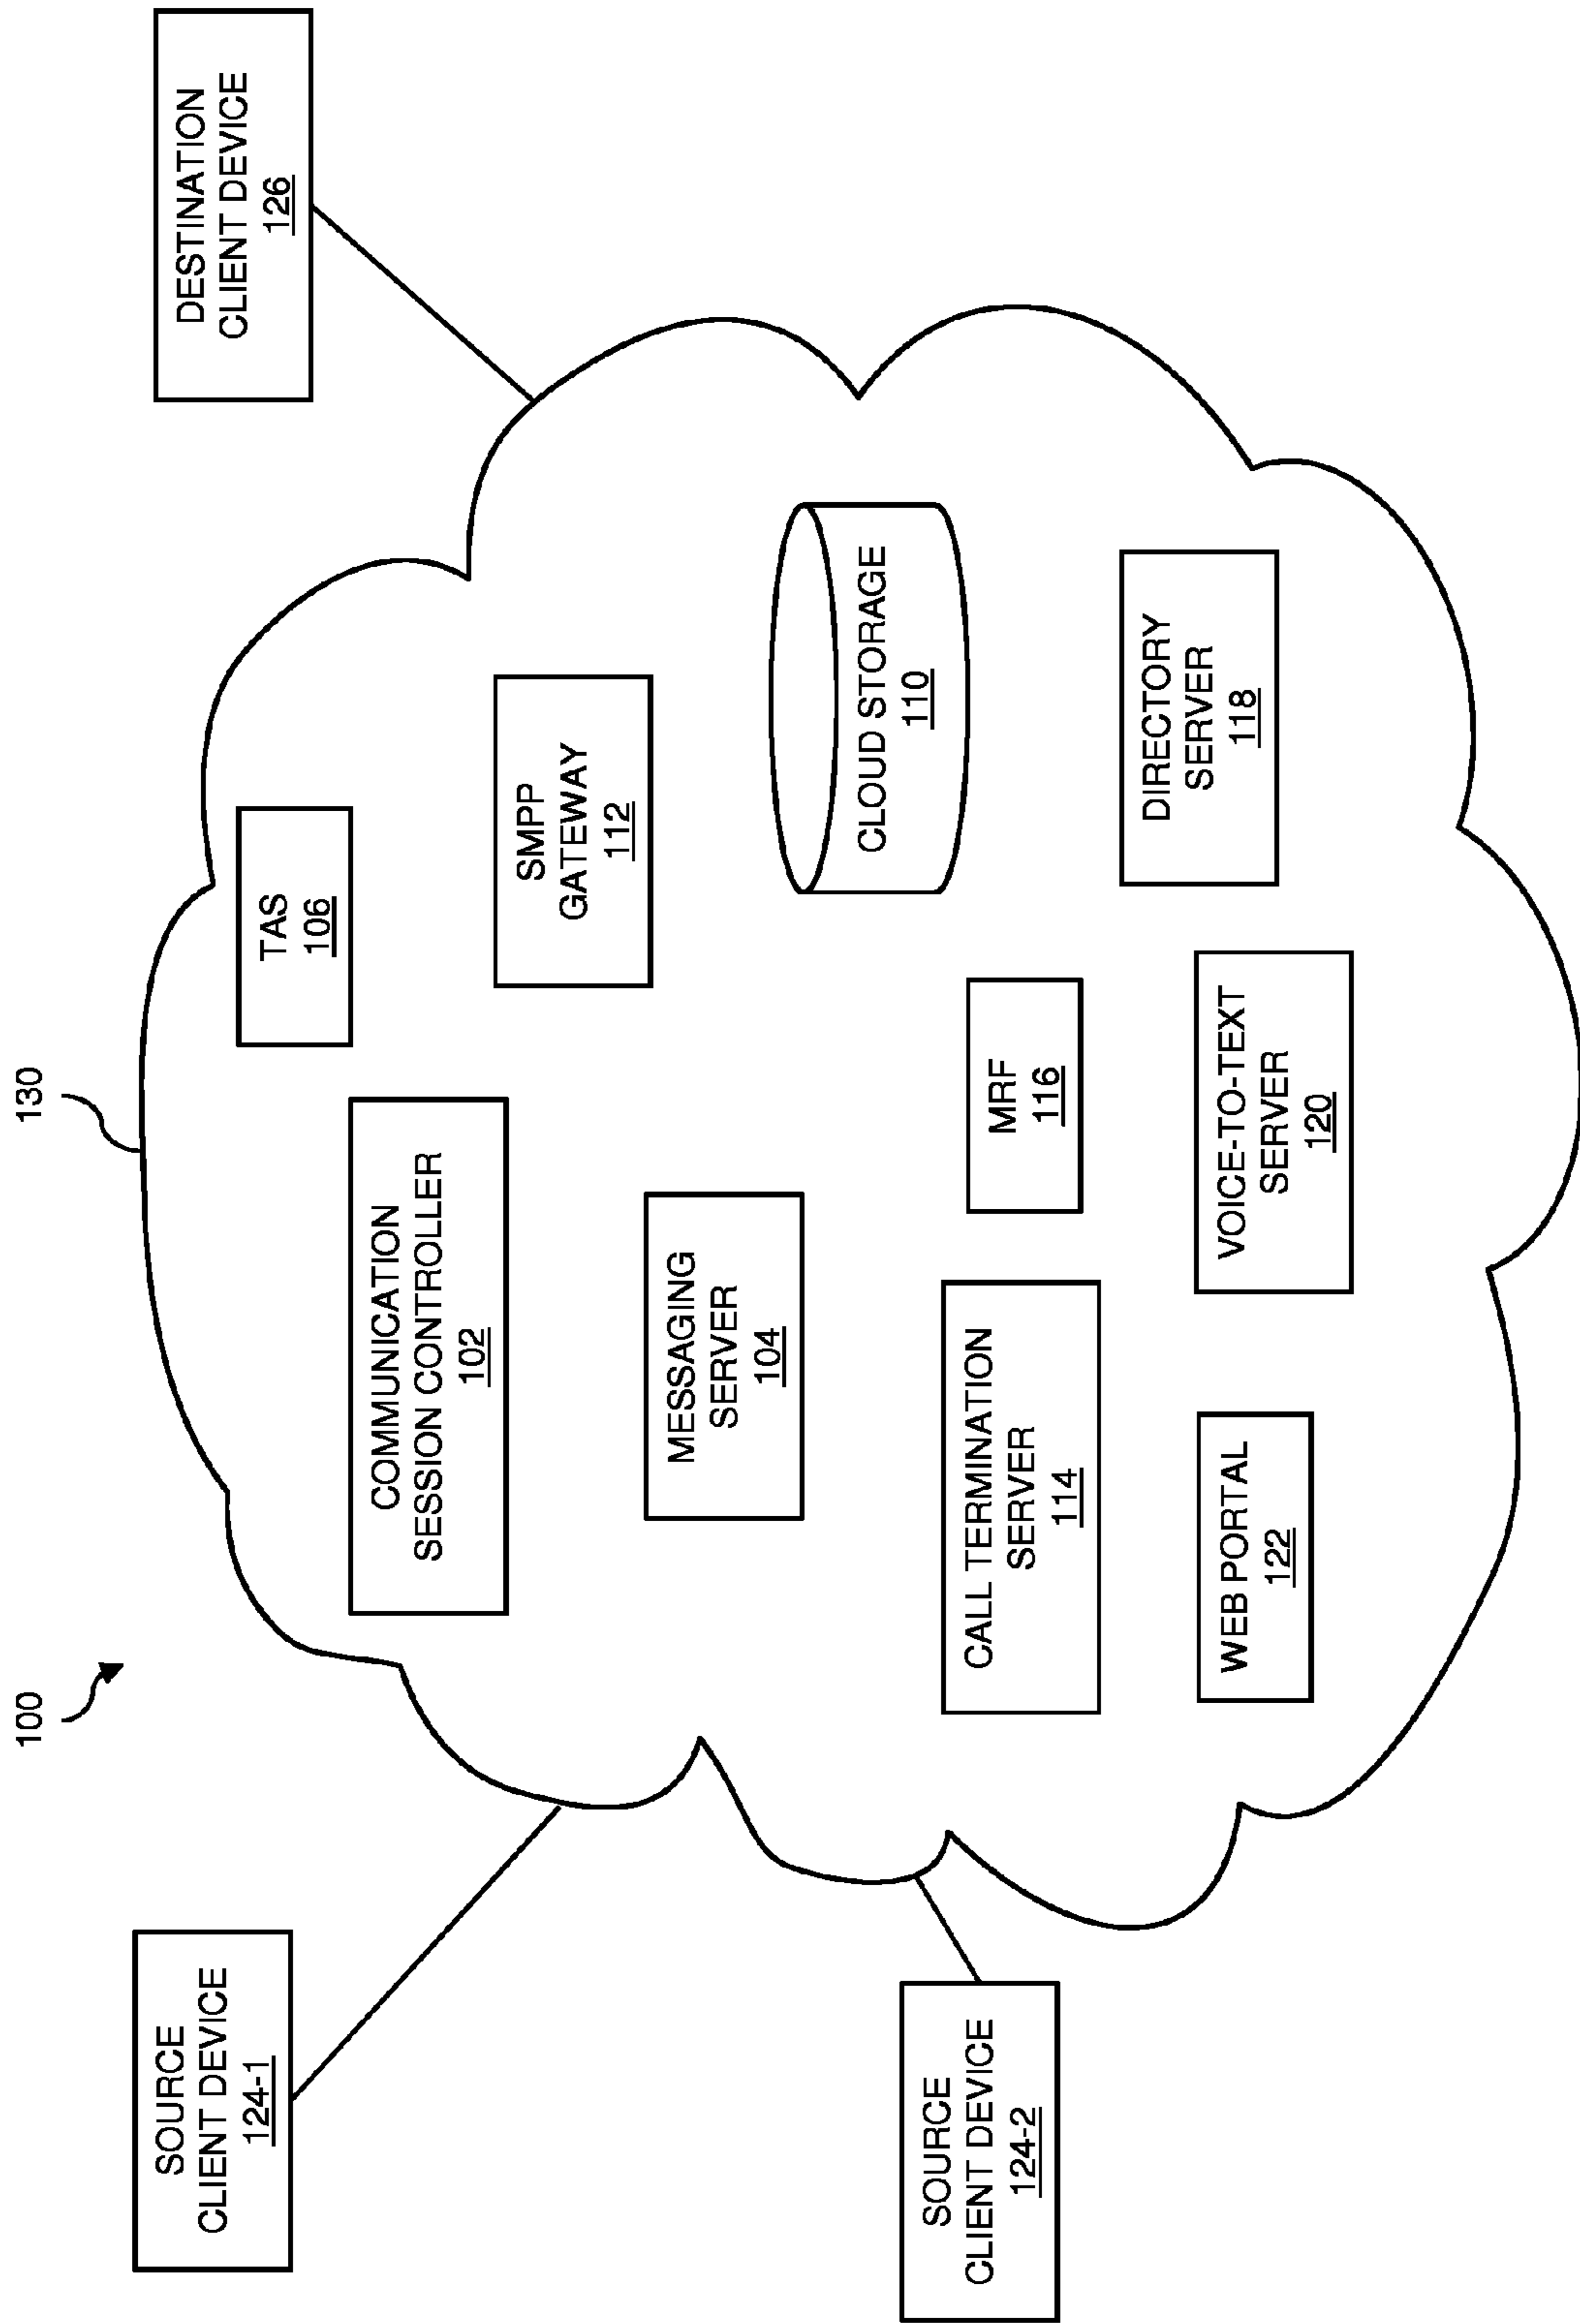 100
130
SOURCE
CLIENT DEVICE
124-1
DESTINATION
CLIENT DEVICE
126
TAS
106
COMMUNICATION
SESSION CONTROLLER
102
SMPP
GATEWAY
112
MESSAGING
SERVER
104
CLOUD STORAGE
110
SOURCE
CLIENT DEVICE
124-2
CALL TERMINATION
SERVER
114
MRF
116
DIRECTORY
SERVER
118
WEB PORTAL
122
VOICE-TO-TEXT
SERVER
120